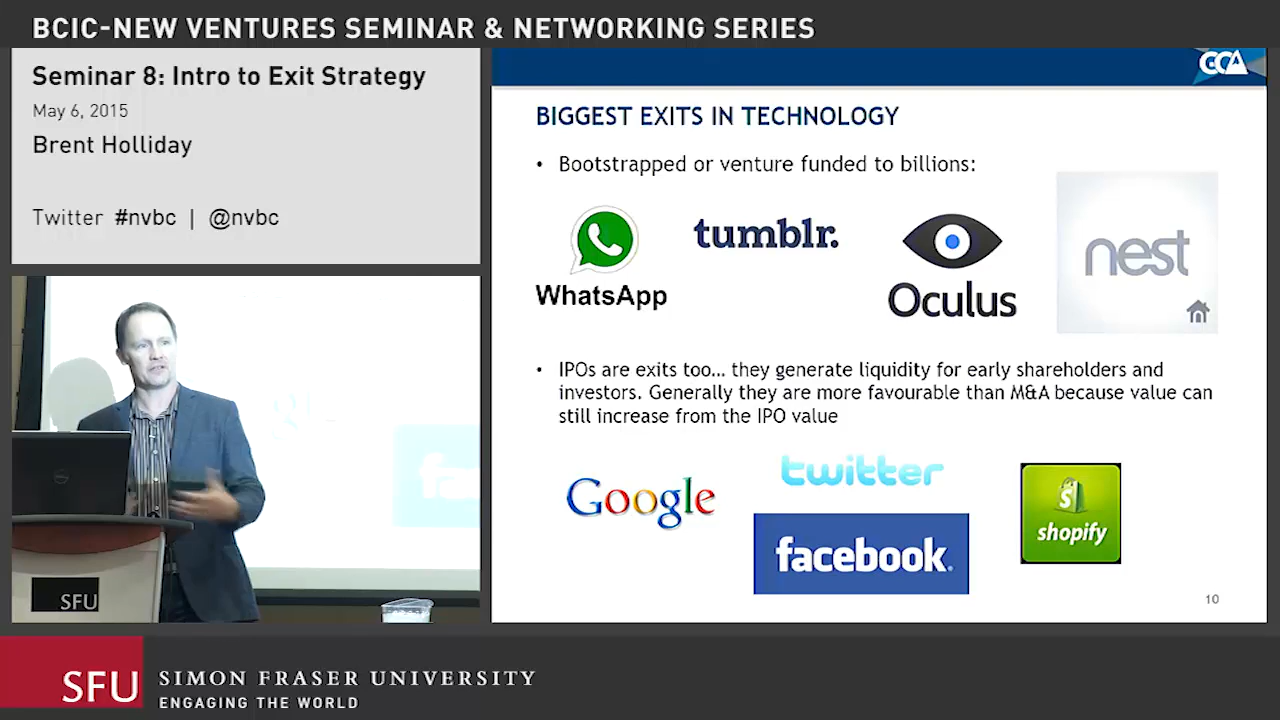 BCIC-NEW VENTURES SEMINAR & NETWORKING SERIES
Seminar 8: Intro to Exit Strategy
May 6, 2015
Brent Holliday
Twitter #nvbc | @nvbc
GCA
BIGGEST EXITS IN TECHNOLOGY
• Bootstrapped or venture funded to billions:
WhatsApp
tumblr.
Oculus
nest
• IPOs are exits too... they generate liquidity for early shareholders and
investors. Generally they are more favourable than M&A because value can
still increase from the IPO value
Google
twitter
facebook.
S
shopify
10
SFU
SFU
SIMON FRASER UNIVERSITY
ENGAGING THE WORLD